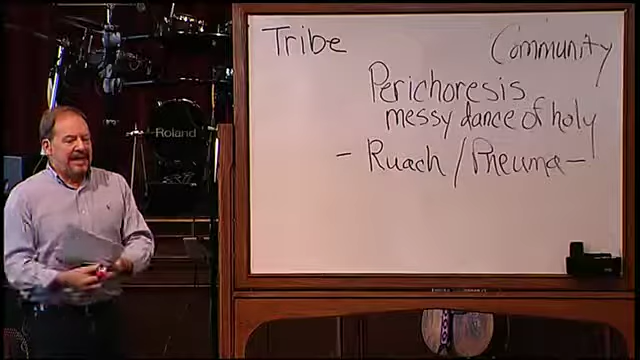 Tribe
Community
Perichoresis
messy dance of holy
- Ruach / Pneuma -
Roland